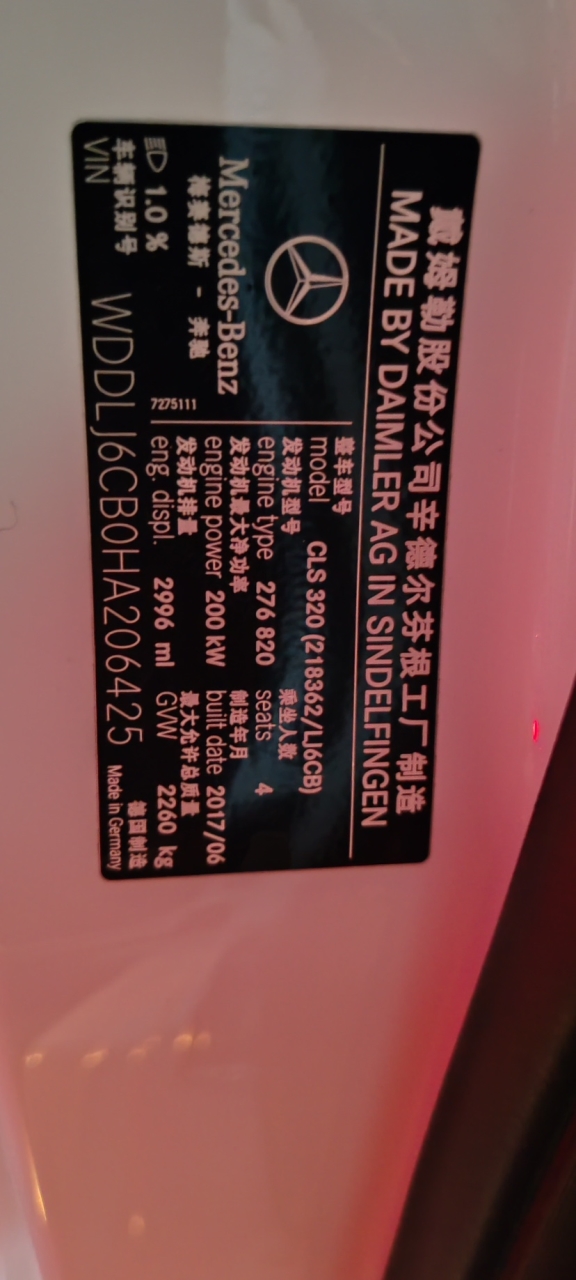 戴姆勒股份公司辛德尔芬根工厂制造
MADE BY DAIMLER AG IN SINDELFINGEN
Mercedes-Benz
梅赛德斯 - 奔驰
整车型号
model CLS 320 (218362/LJ6CB)
发动机型号 乘坐人数
engine type 276 820 seats 4
发动机最大净功率 制造年月
engine power 200 kW built date 2017/06
发动机排量 最大允许总质量
eng. displ. 2996 ml GVW 2260 kg
1.0 %
7275111
车辆识别号 德国制造
VIN WDDLJ6CB0HA206425 Made in Germany